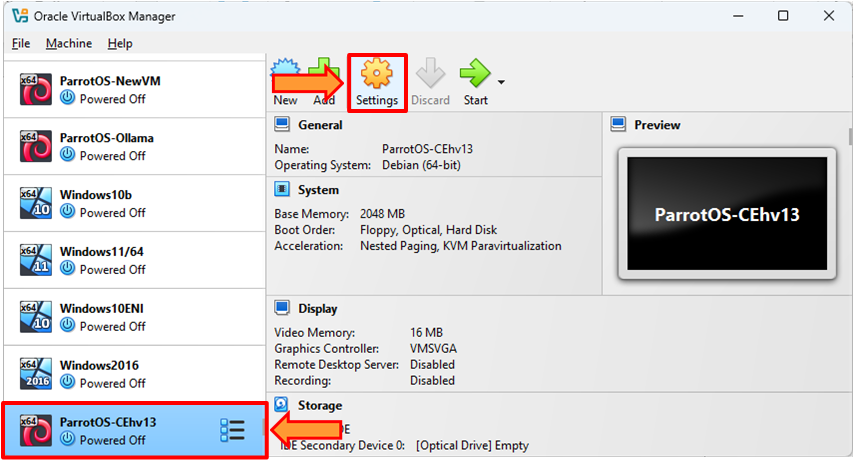 Oracle VirtualBox Manager
File Machine Help
x64 ParrotOS-NewVM
Powered Off
x64 ParrotOS-Ollama
Powered Off
x64 Windows10b
10 Powered Off
x64 Windows11/64
11 Powered Off
x64 Windows10ENI
10 Powered Off
x64 Windows2016
2016 Powered Off
x64 ParrotOS-CEhv13
Powered Off
New Add Settings Discard Start
General
Name: ParrotOS-CEhv13
Operating System: Debian (64-bit)
System
Base Memory: 2048 MB
Boot Order: Floppy, Optical, Hard Disk
Acceleration: Nested Paging, KVM Paravirtualization
Preview
ParrotOS-CEhv13
Display
Video Memory: 16 MB
Graphics Controller: VMSVGA
Remote Desktop Server: Disabled
Recording: Disabled
Storage
IDE Secondary Device 0: [Optical Drive] Empty